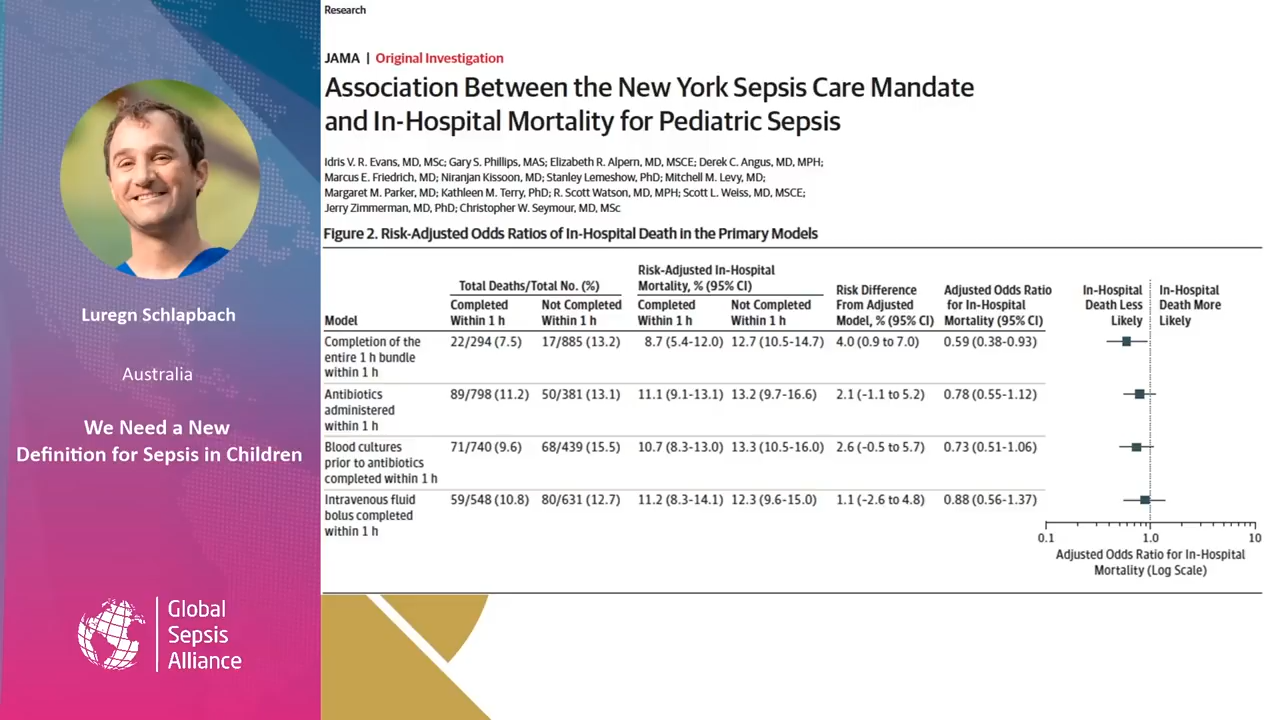 Luregn Schlapbach
Australia
We Need a New
Definition for Sepsis in Children
Global
Sepsis
Alliance
Research
JAMA | Original Investigation
Association Between the New York Sepsis Care Mandate
and In-Hospital Mortality for Pediatric Sepsis
Idris V. R. Evans, MD, MSc; Gary S. Phillips, MAS; Elizabeth R. Alpern, MD, MSCE; Derek C. Angus, MD, MPH;
Marcus E. Friedrich, MD; Niranjan Kissoon, MD; Stanley Lemeshow, PhD; Mitchell M. Levy, MD;
Margaret M. Parker, MD; Kathleen M. Terry, PhD; R. Scott Watson, MD, MPH; Scott L. Weiss, MD, MSCE;
Jerry Zimmerman, MD, PhD; Christopher W. Seymour, MD, MSc
Figure 2. Risk-Adjusted Odds Ratios of In-Hospital Death in the Primary Models
Total Deaths/Total No. (%)
Risk-Adjusted In-Hospital
Mortality, % (95% CI)
Model
Completed
Within 1 h
Not Completed
Within 1 h
Completed
Within 1 h
Not Completed
Within 1 h
Risk Difference
From Adjusted
Model, % (95% CI)
Adjusted Odds Ratio
for In-Hospital
Mortality (95% CI)
In-Hospital
Death Less
Likely
In-Hospital
Death More
Likely
Completion of the 22/294 (7.5) 17/885 (13.2) 8.7 (5.4-12.0) 12.7 (10.5-14.7) 4.0 (0.9 to 7.0) 0.59 (0.38-0.93)
entire 1 h bundle
within 1 h
Antibiotics 89/798 (11.2) 50/381 (13.1) 11.1 (9.1-13.1) 13.2 (9.7-16.6) 2.1 (-1.1 to 5.2) 0.78 (0.55-1.12)
administered
within 1 h
Blood cultures 71/740 (9.6) 68/439 (15.5) 10.7 (8.3-13.0) 13.3 (10.5-16.0) 2.6 (-0.5 to 5.7) 0.73 (0.51-1.06)
prior to antibiotics
completed within 1 h
Intravenous fluid 59/548 (10.8) 80/631 (12.7) 11.2 (8.3-14.1) 12.3 (9.6-15.0) 1.1 (-2.6 to 4.8) 0.88 (0.56-1.37)
bolus completed
within 1 h
0.1 1.0 10
Adjusted Odds Ratio for In-Hospital
Mortality (Log Scale)